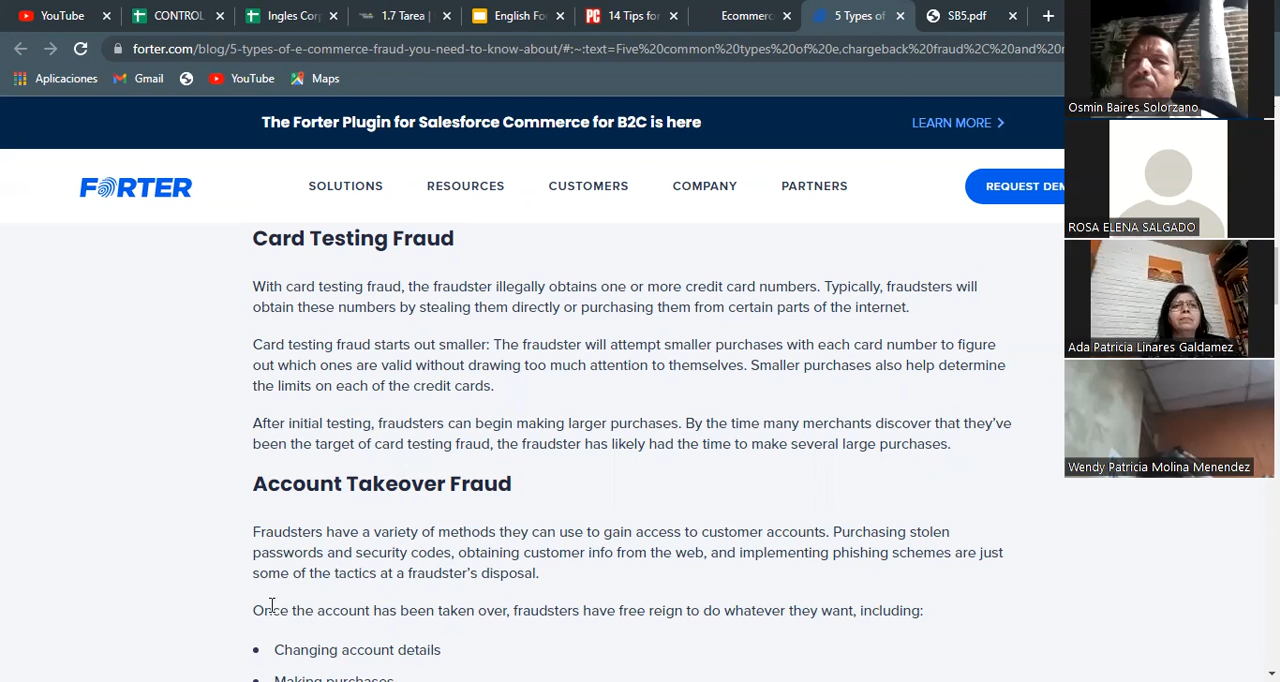 YouTube
CONTROL
Ingles Cor
1.7 Tarea |
English Fo
14 Tips for
Ecommerc
5 Types of
SB5.pdf
forter.com/blog/5-types-of-e-commerce-fraud-you-need-to-know-about/#:~:text=Five%20common%20types%20of%20e,chargeback%20fraud%2C%20and%20
Aplicaciones
Gmail
YouTube
Maps
The Forter Plugin for Salesforce Commerce for B2C is here
LEARN MORE
FORTER
SOLUTIONS
RESOURCES
CUSTOMERS
COMPANY
PARTNERS
REQUEST DEM
Card Testing Fraud
With card testing fraud, the fraudster illegally obtains one or more credit card numbers. Typically, fraudsters will
obtain these numbers by stealing them directly or purchasing them from certain parts of the internet.
Card testing fraud starts out smaller: The fraudster will attempt smaller purchases with each card number to figure
out which ones are valid without drawing too much attention to themselves. Smaller purchases also help determine
the limits on each of the credit cards.
After initial testing, fraudsters can begin making larger purchases. By the time many merchants discover that they've
been the target of card testing fraud, the fraudster has likely had the time to make several large purchases.
Account Takeover Fraud
Fraudsters have a variety of methods they can use to gain access to customer accounts. Purchasing stolen
passwords and security codes, obtaining customer info from the web, and implementing phishing schemes are just
some of the tactics at a fraudster's disposal.
Once the account has been taken over, fraudsters have free reign to do whatever they want, including:
• Changing account details
• Making purchases
Osmin Baires Solorzano
ROSA ELENA SALGADO
Ada Patricia Linares Galdamez
Wendy Patricia Molina Menendez